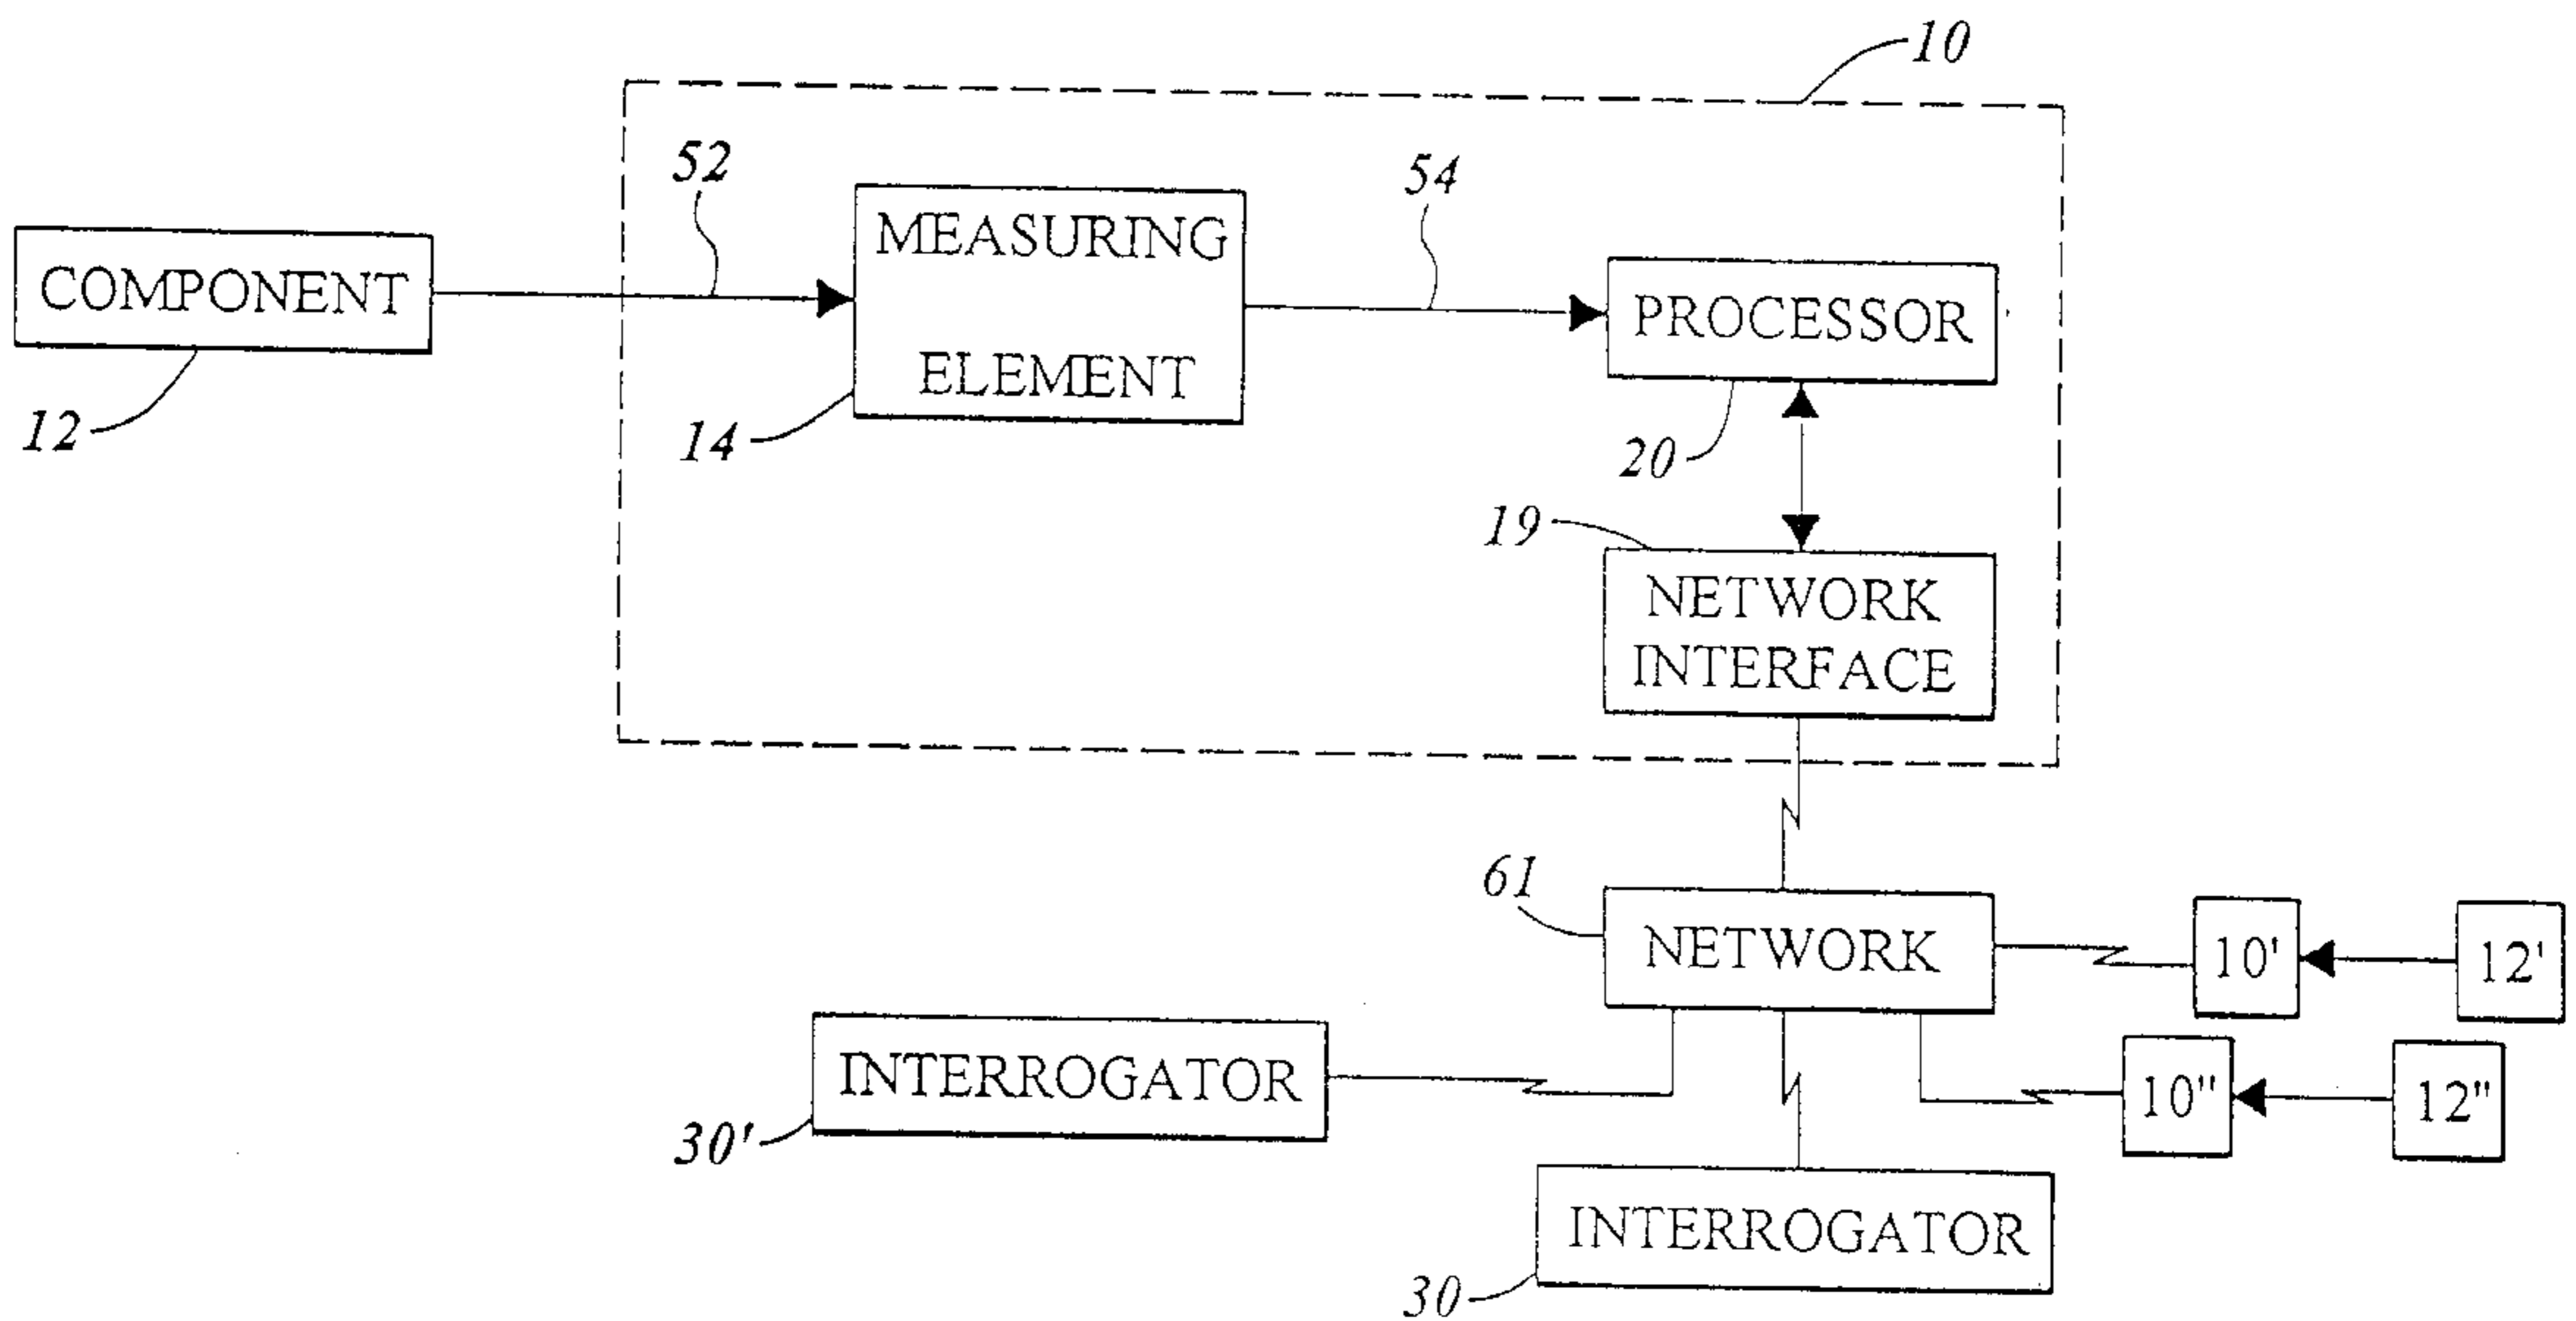 10
52
54
MEASURING
ELEMENT
COMPONENT
PROCESSOR
12
14
20
19
NETWORK
INTERFACE
61
NETWORK
10'
12'
INTERROGATOR
10"
12"
30'
INTERROGATOR
30